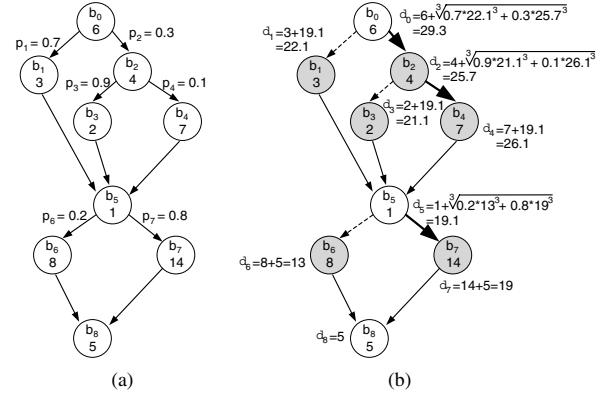 b₀
6
p₁ = 0.7
p₂ = 0.3
b₁
3
b₂
4
p₃ = 0.9
p₄ = 0.1
b₃
2
b₄
7
b₅
1
p₆ = 0.2
p₇ = 0.8
b₆
8
b₇
14
b₈
5
(a)
b₀
6
d₀=6+∛(0.7*22.1³ + 0.3*25.7³)
=29.3
d₁=3+19.1
=22.1
b₁
3
b₂
4
d₂=4+∛(0.9*21.1³ + 0.1*26.1³)
=25.7
b₃
2
d₃=2+19.1
=21.1
b₄
7
d₄=7+19.1
=26.1
b₅
1
d₅=1+∛(0.2*13³ + 0.8*19³)
=19.1
b₆
8
d₆=8+5=13
b₇
14
d₇=14+5=19
d₈=5
b₈
5
(b)